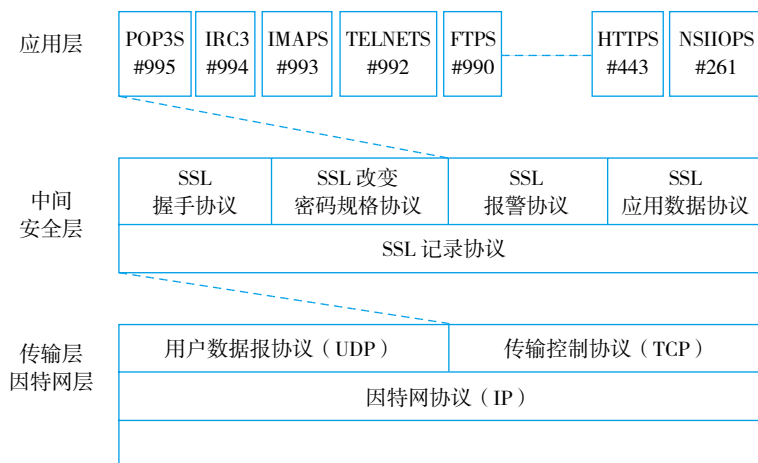 应用层
POP3S
#995
IRC3
#994
IMAPS
#993
TELNETS
#992
FTPS
#990
HTTPS
#443
NSIIOPS
#261
中间
安全层
SSL
握手协议
SSL 改变
密码规格协议
SSL
报警协议
SSL
应用数据协议
SSL 记录协议
传输层
因特网层
用户数据报协议（UDP）
传输控制协议（TCP）
因特网协议（IP）